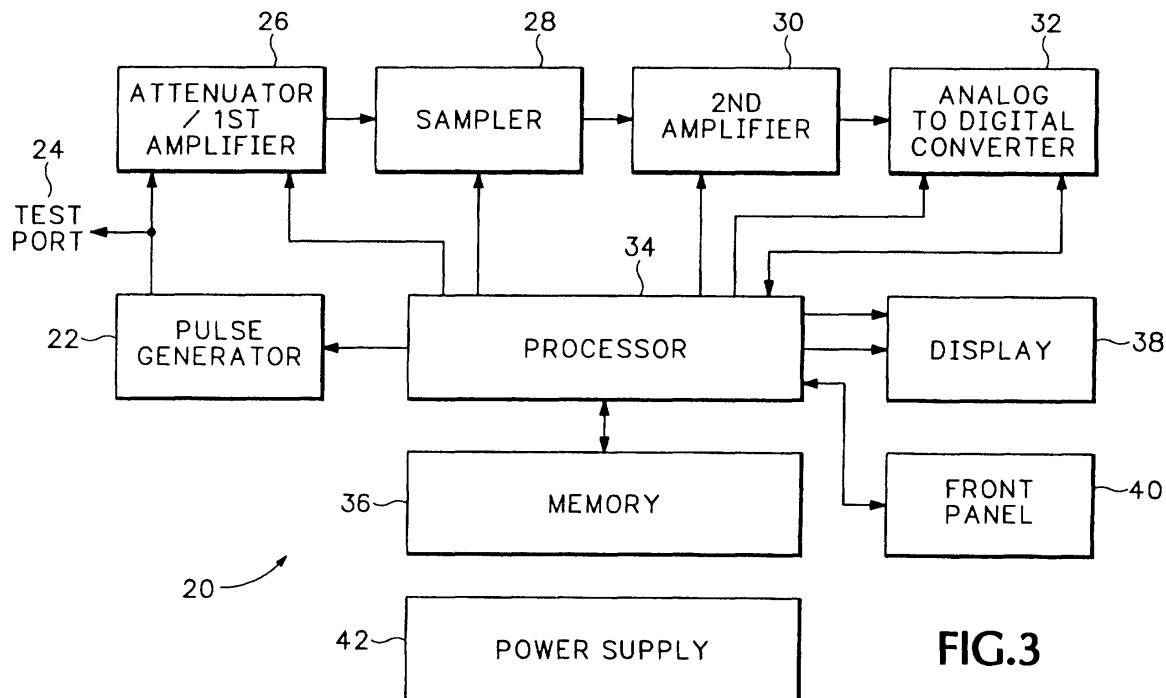 26
28
30
32
ATTENUATOR
/ 1ST
AMPLIFIER
SAMPLER
2ND
AMPLIFIER
ANALOG
TO DIGITAL
CONVERTER
24
TEST
PORT
34
22
PULSE
GENERATOR
PROCESSOR
DISPLAY
38
36
MEMORY
FRONT
PANEL
40
20
42
POWER SUPPLY
FIG.3